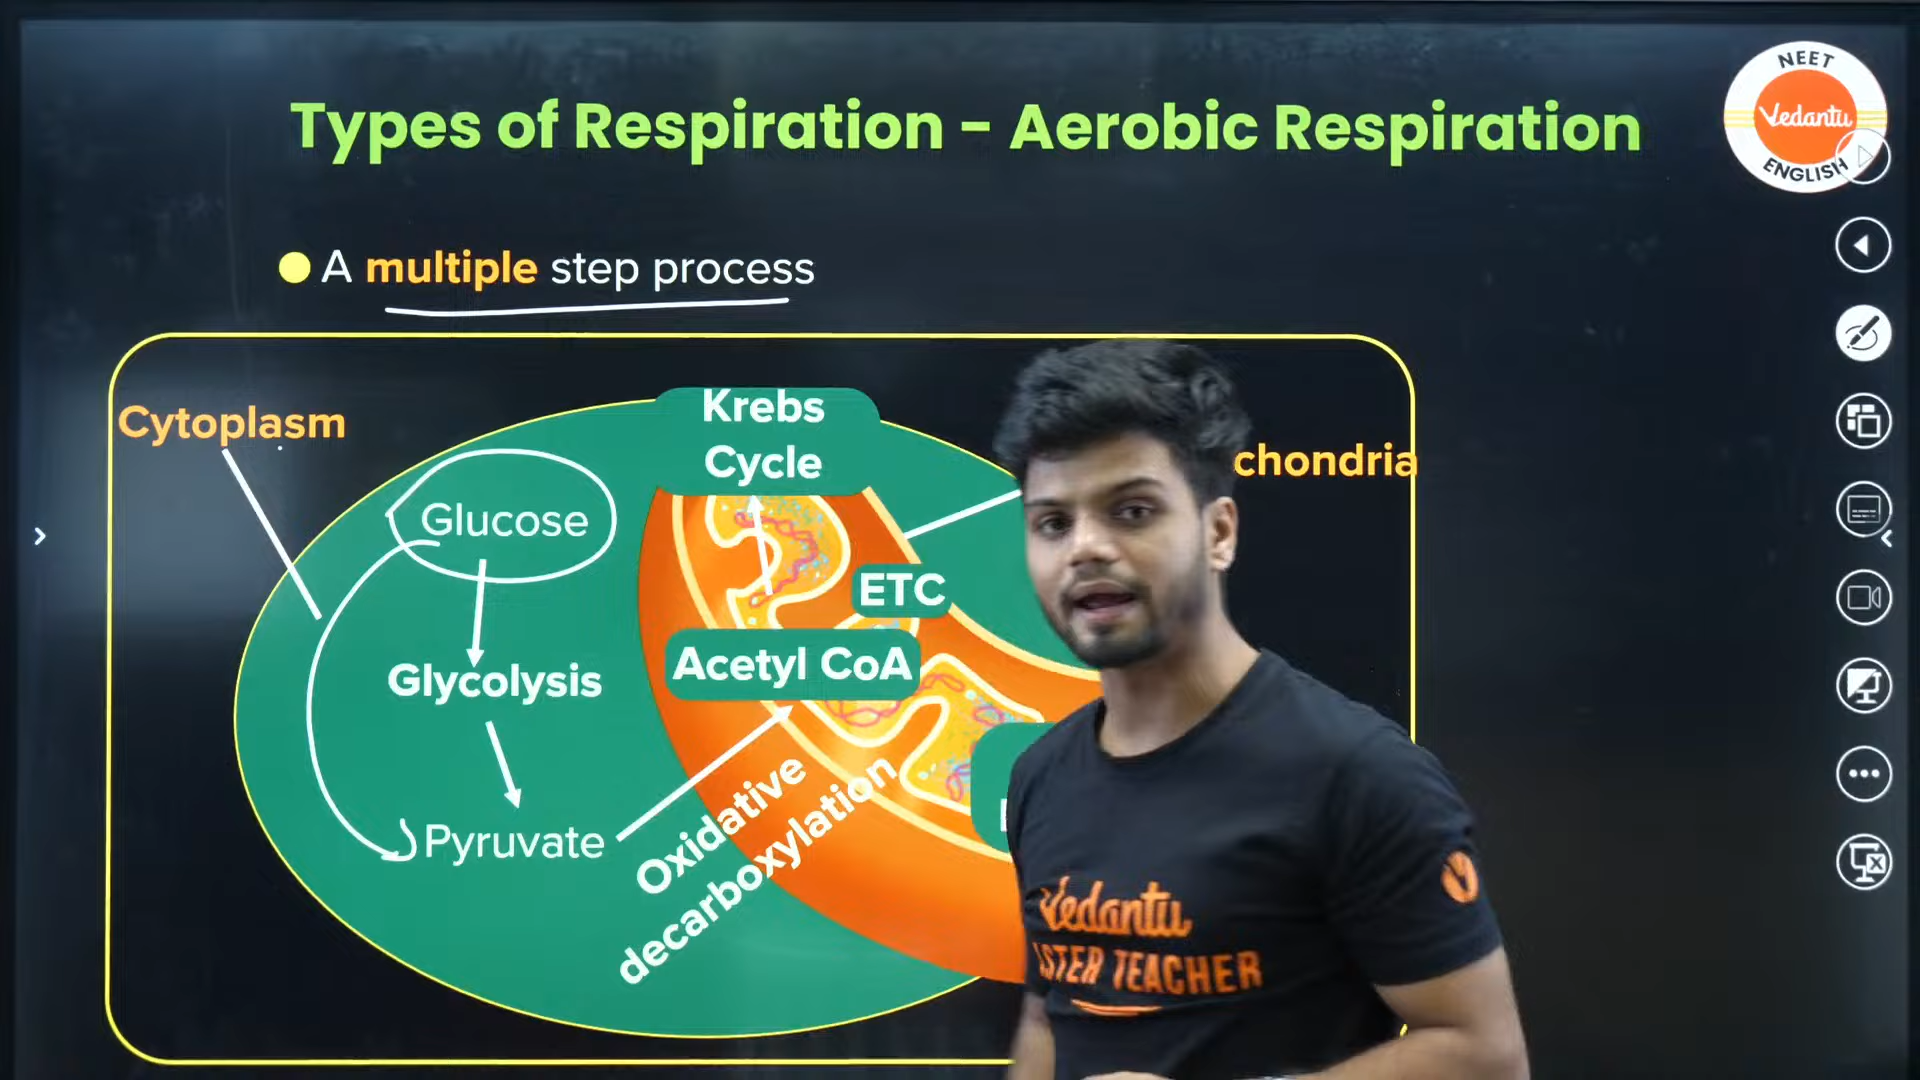 Types of Respiration - Aerobic Respiration
NEET
Vedantu
ENGLISH
A multiple step process
Cytoplasm
Krebs
Cycle
chondria
Glucose
ETC
Acetyl CoA
Glycolysis
Oxidative
decarboxylation
Pyruvate
Vedantu
STER TEACHER